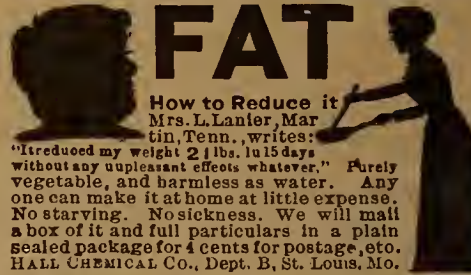 FAT
How to Reduce it
Mrs. L. Lanier, Mar
tin, Tenn., writes:
"It reduced my weight 21 lbs. in 15 days
without any unpleasant effects whatever." Purely
vegetable, and harmless as water. Any
one can make it at home at little expense.
No starving. No sickness. We will mail
a box of it and full particulars in a plain
sealed package for 4 cents for postage, etc.
HALL CHEMICAL Co., Dept. B, St. Louis, Mo.